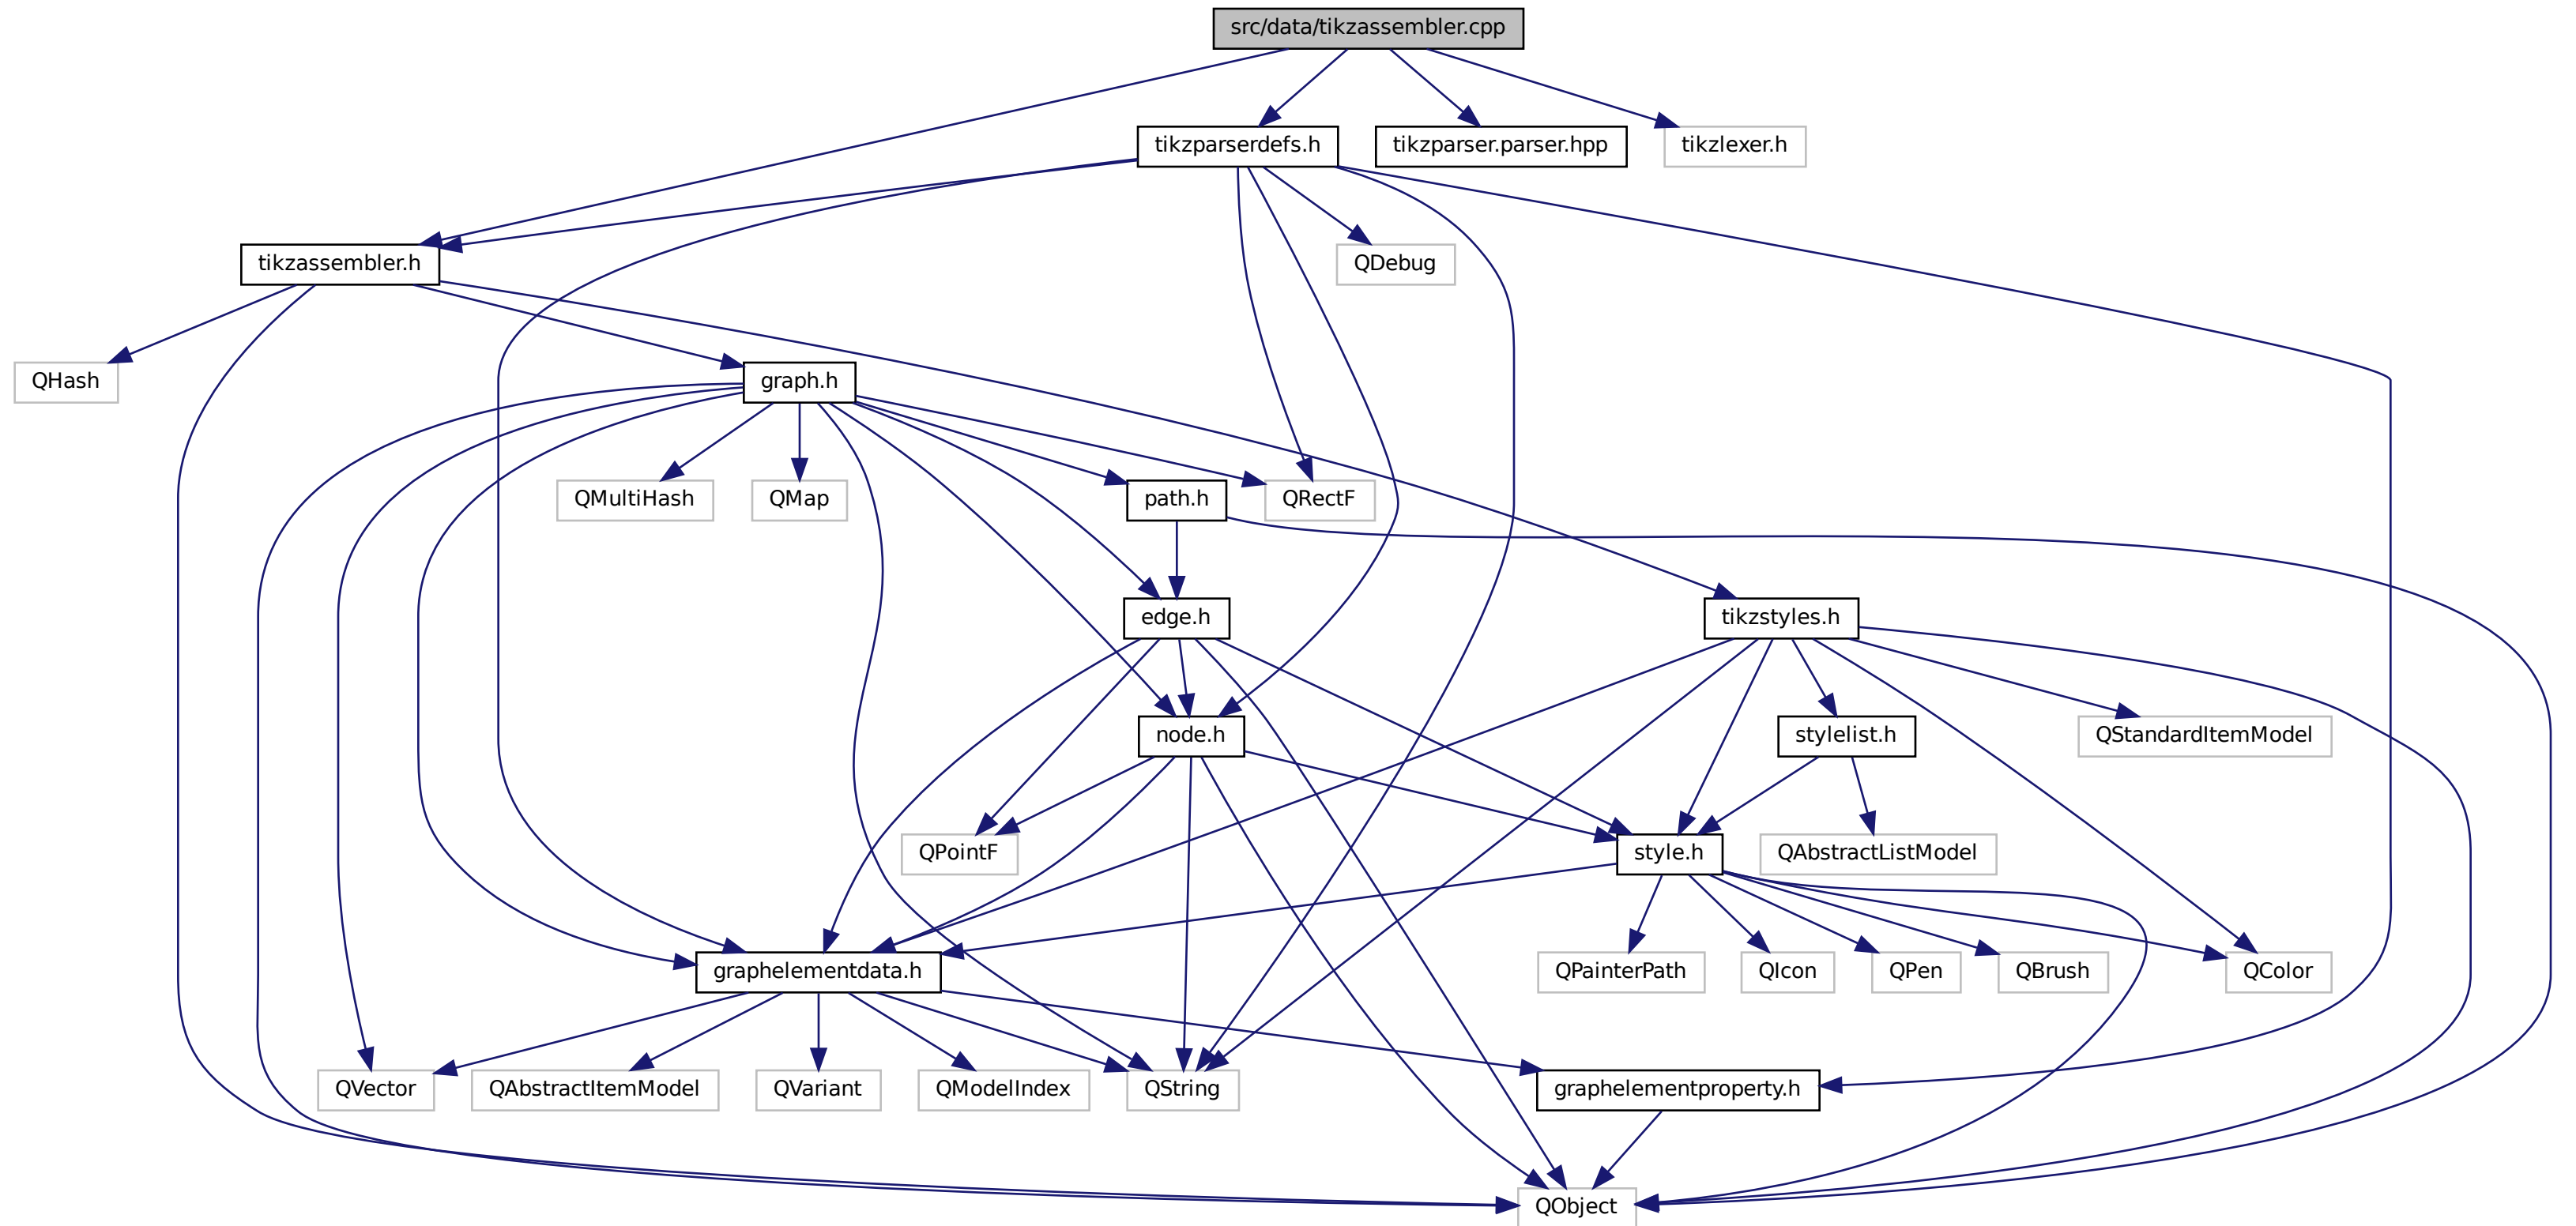 src/data/tikzassembler.cpp
tikzparserdefs.h
tikzparser.parser.hpp
tikzlexer.h
tikzassembler.h
QDebug
QHash
graph.h
QMultiHash
QMap
path.h
QRectF
edge.h
tikzstyles.h
node.h
stylelist.h
QStandardItemModel
QPointF
style.h
QAbstractListModel
graphelementdata.h
QPainterPath
QIcon
QPen
QBrush
QColor
QVector
QAbstractItemModel
QVariant
QModelIndex
QString
graphelementproperty.h
QObject